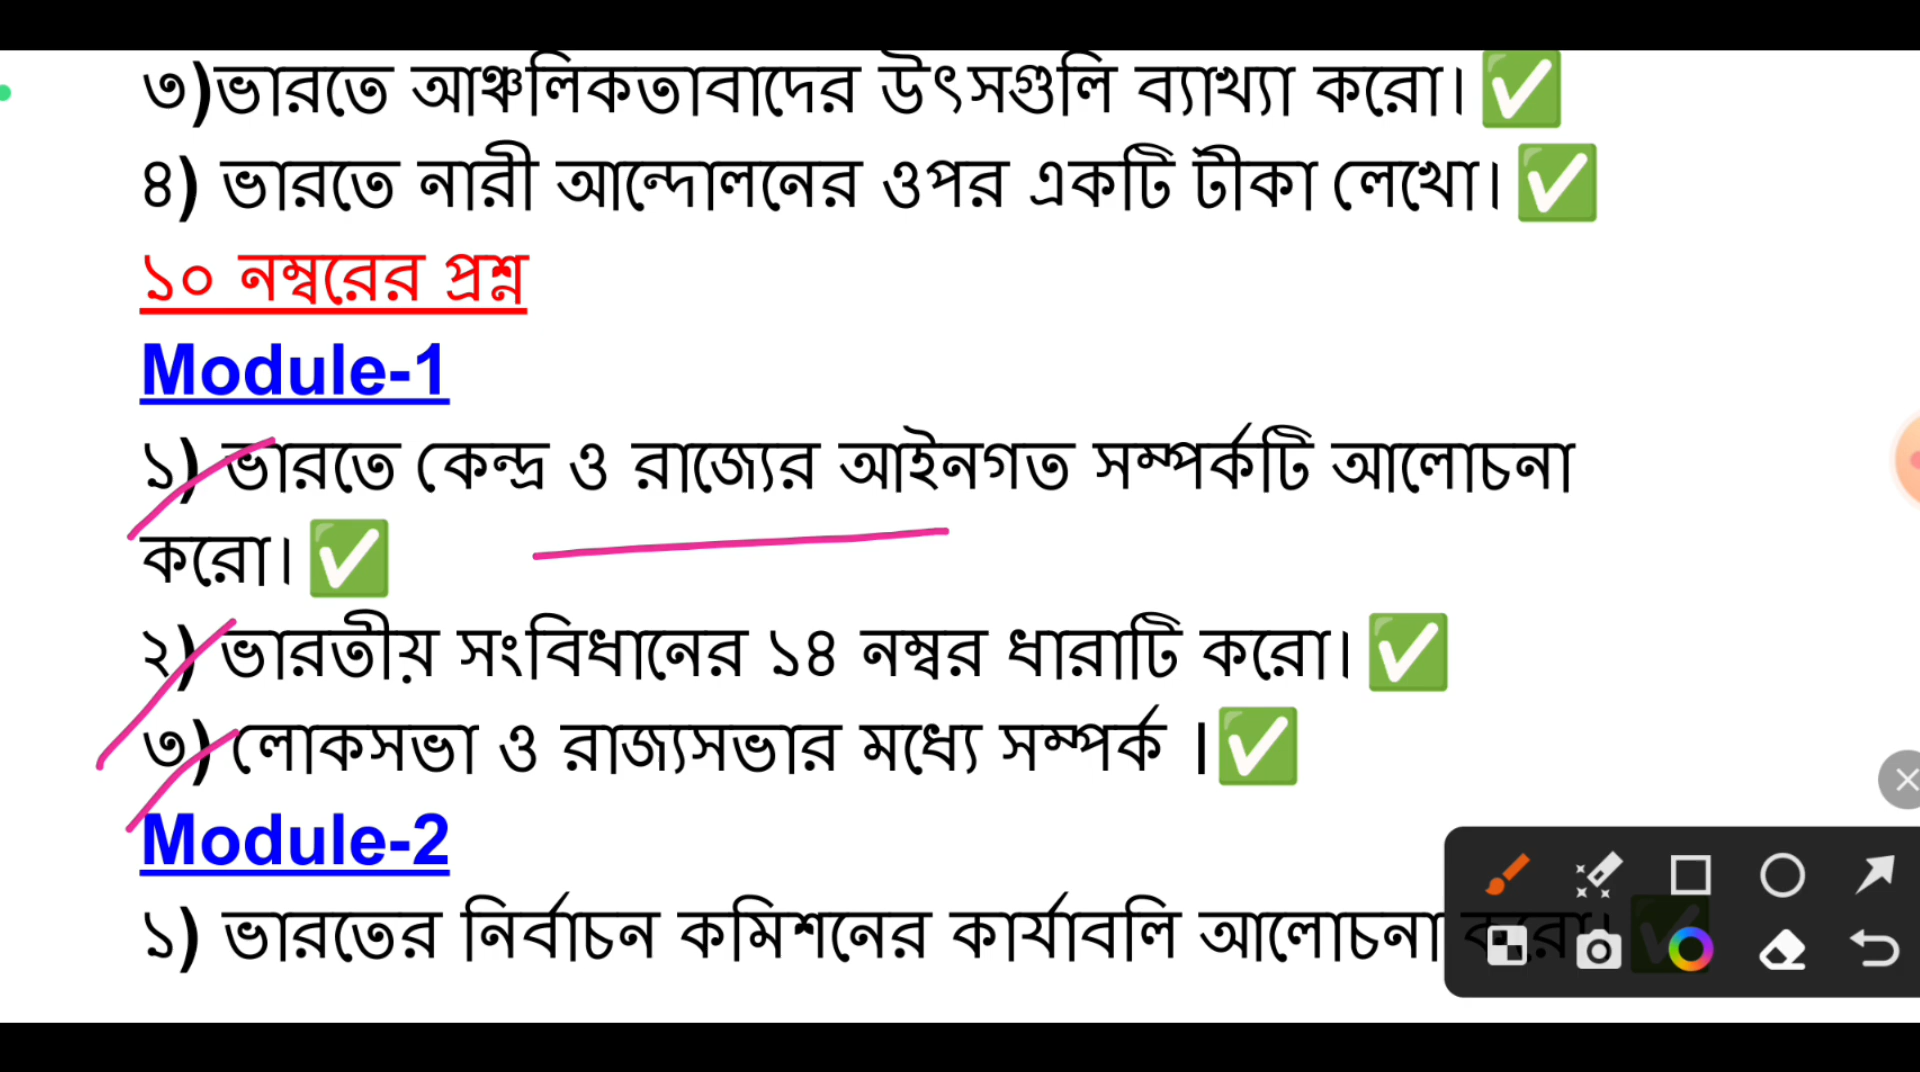 ৩)ভারতে আঞ্চলিকতাবাদের উৎসগুলি ব্যাখ্যা করো। ✅
৪) ভারতে নারী আন্দোলনের ওপর একটি টীকা লেখো। ✅
১০ নম্বরের প্রশ্ন
Module-1
১) ভারতে কেন্দ্র ও রাজ্যের আইনগত সম্পর্কটি আলোচনা
করো। ✅
২) ভারতীয় সংবিধানের ১৪ নম্বর ধারাটি করো। ✅
৩) লোকসভা ও রাজ্যসভার মধ্যে সম্পর্ক ।✅
Module-2
১) ভারতের নির্বাচন কমিশনের কার্যাবলি আলোচনা করো। ✅